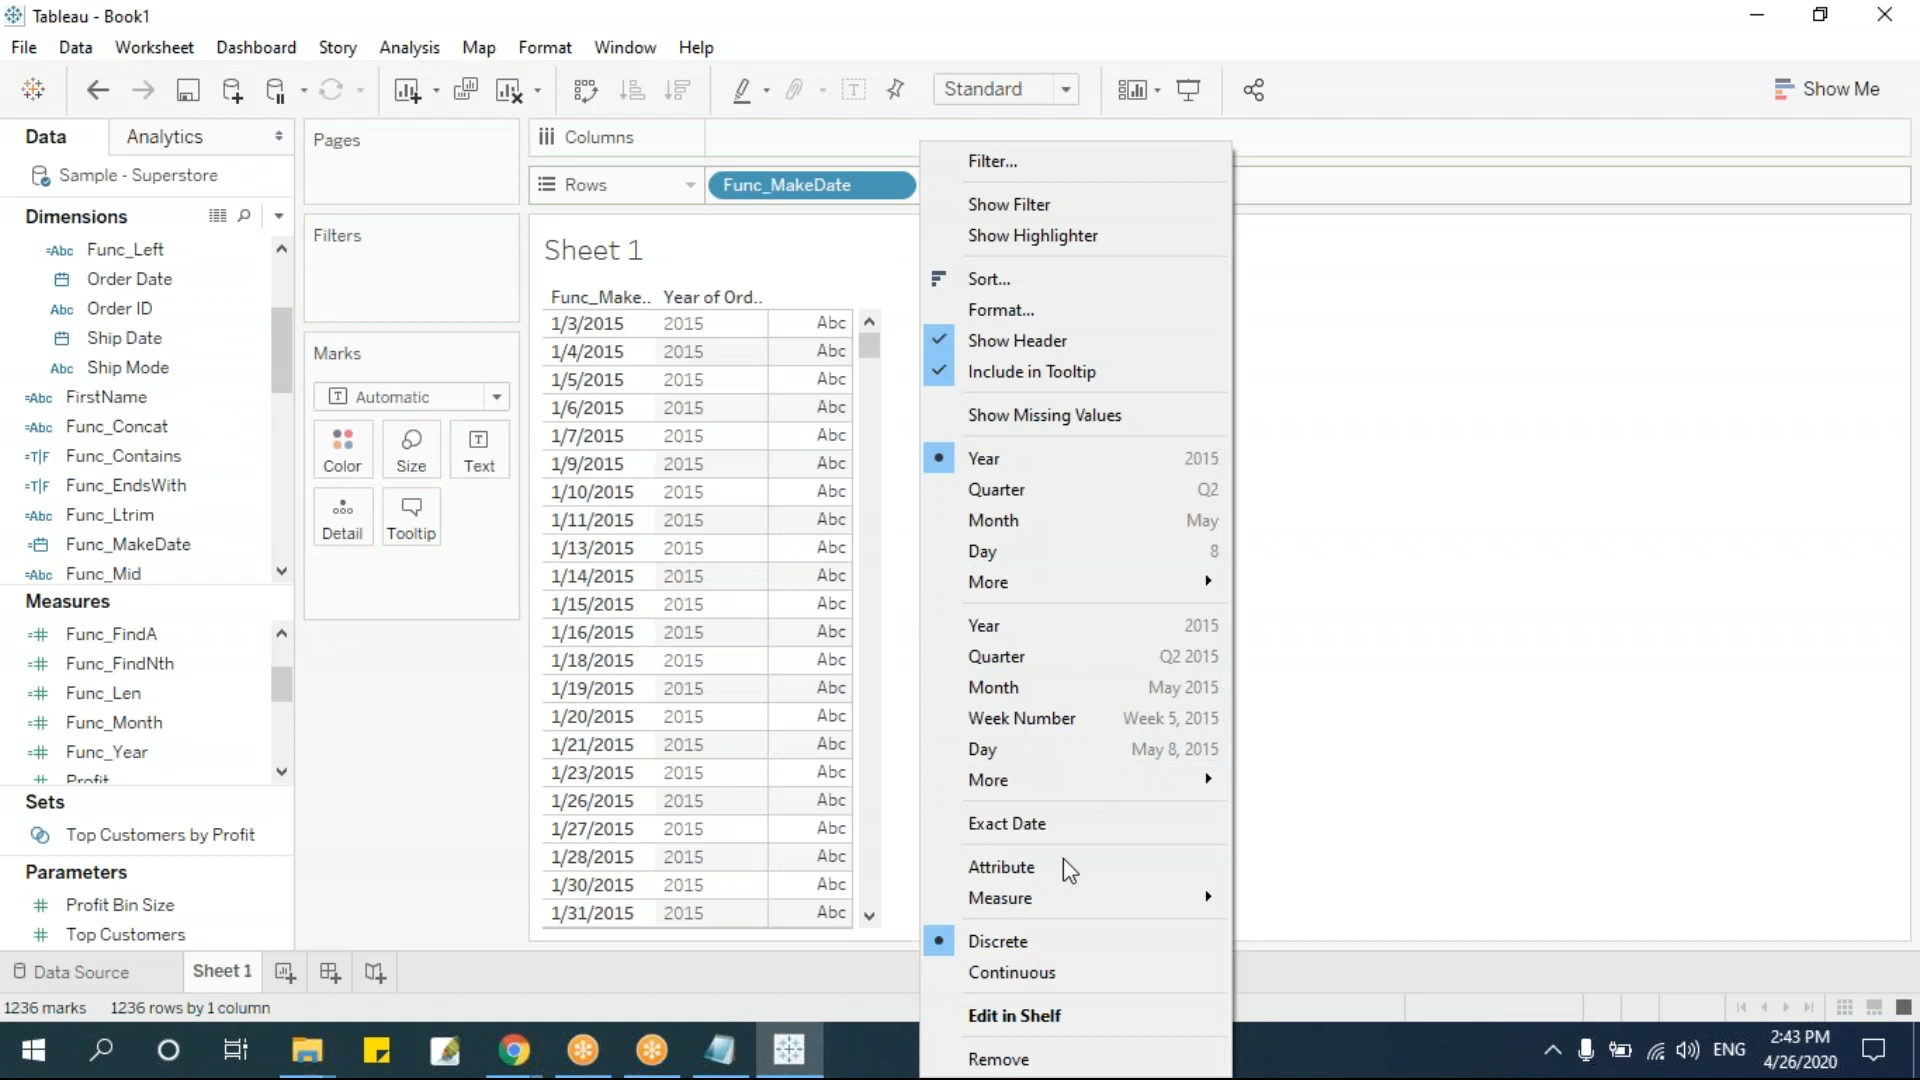 Tableau - Book1
File Data Worksheet Dashboard Story Analysis Map Format Window Help
Standard
Show Me
Data
Analytics
Sample - Superstore
Dimensions
Abc Func_Left
Order Date
Abc Order ID
Ship Date
Abc Ship Mode
=Abc FirstName
=Abc Func_Concat
=T|F Func_Contains
=T|F Func_EndsWith
=Abc Func_Ltrim
Func_MakeDate
=Abc Func_Mid
Measures
=# Func_FindA
=# Func_FindNth
=# Func_Len
=# Func_Month
=# Func_Year
# Profit
Sets
Top Customers by Profit
Parameters
# Profit Bin Size
# Top Customers
Pages
Filters
Marks
T Automatic
Color
Size
T Text
Detail
Tooltip
Columns
Rows
Func_MakeDate
Sheet 1
Func_Make.. Year of Ord..
1/3/2015 2015 Abc
1/4/2015 2015 Abc
1/5/2015 2015 Abc
1/6/2015 2015 Abc
1/7/2015 2015 Abc
1/9/2015 2015 Abc
1/10/2015 2015 Abc
1/11/2015 2015 Abc
1/13/2015 2015 Abc
1/14/2015 2015 Abc
1/15/2015 2015 Abc
1/16/2015 2015 Abc
1/18/2015 2015 Abc
1/19/2015 2015 Abc
1/20/2015 2015 Abc
1/21/2015 2015 Abc
1/23/2015 2015 Abc
1/26/2015 2015 Abc
1/27/2015 2015 Abc
1/28/2015 2015 Abc
1/30/2015 2015 Abc
1/31/2015 2015 Abc
Filter...
Show Filter
Show Highlighter
Sort...
Format...
Show Header
Include in Tooltip
Show Missing Values
Year 2015
Quarter Q2
Month May
Day 8
More
Year 2015
Quarter Q2 2015
Month May 2015
Week Number Week 5, 2015
Day May 8, 2015
More
Exact Date
Attribute
Measure
Discrete
Continuous
Edit in Shelf
Remove
Data Source
Sheet 1
1236 marks 1236 rows by 1 column
ENG
2:43 PM
4/26/2020